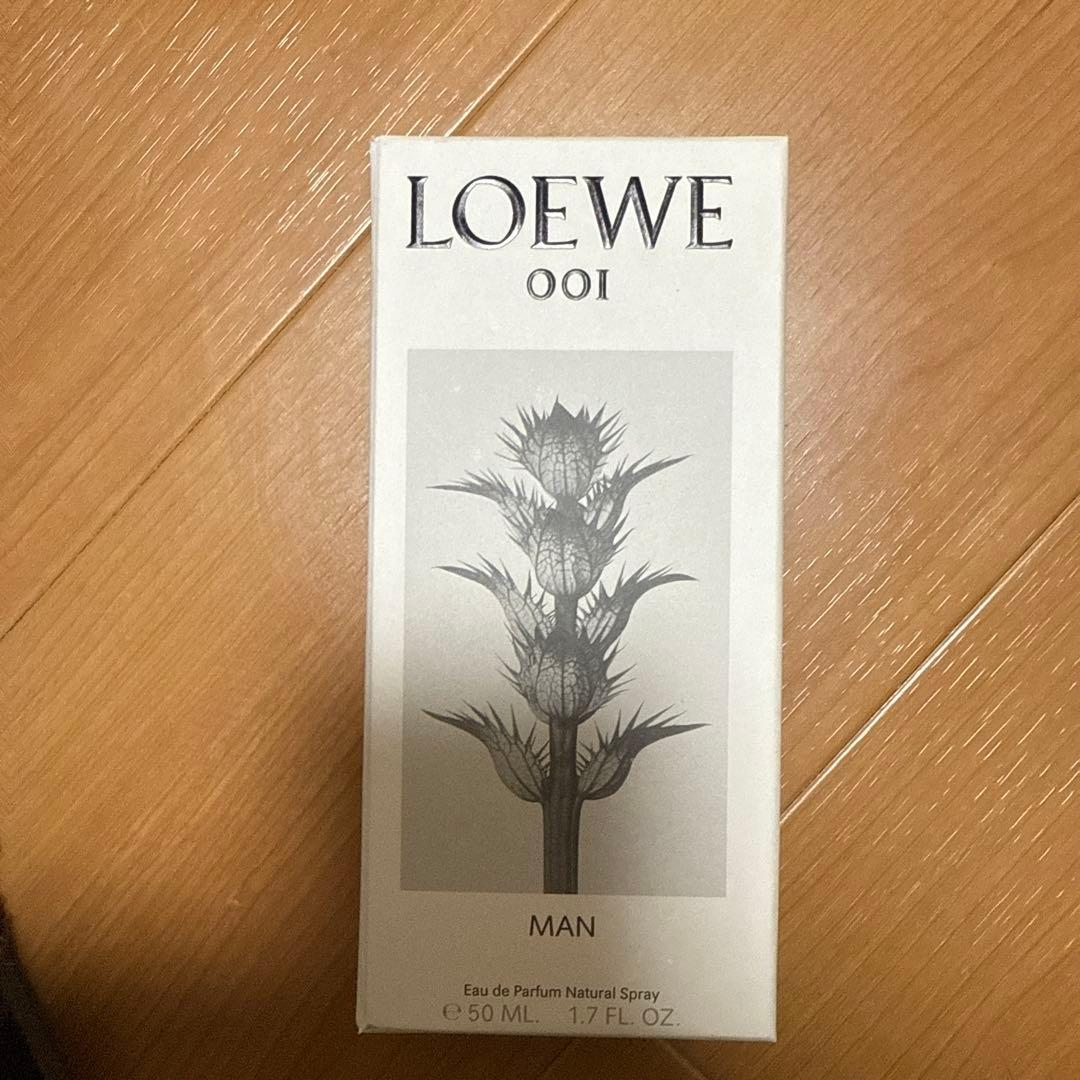 LOEWE
001
MAN
Eau de Parfum Natural Spray
℮ 50 ML. 1.7 FL. OZ.